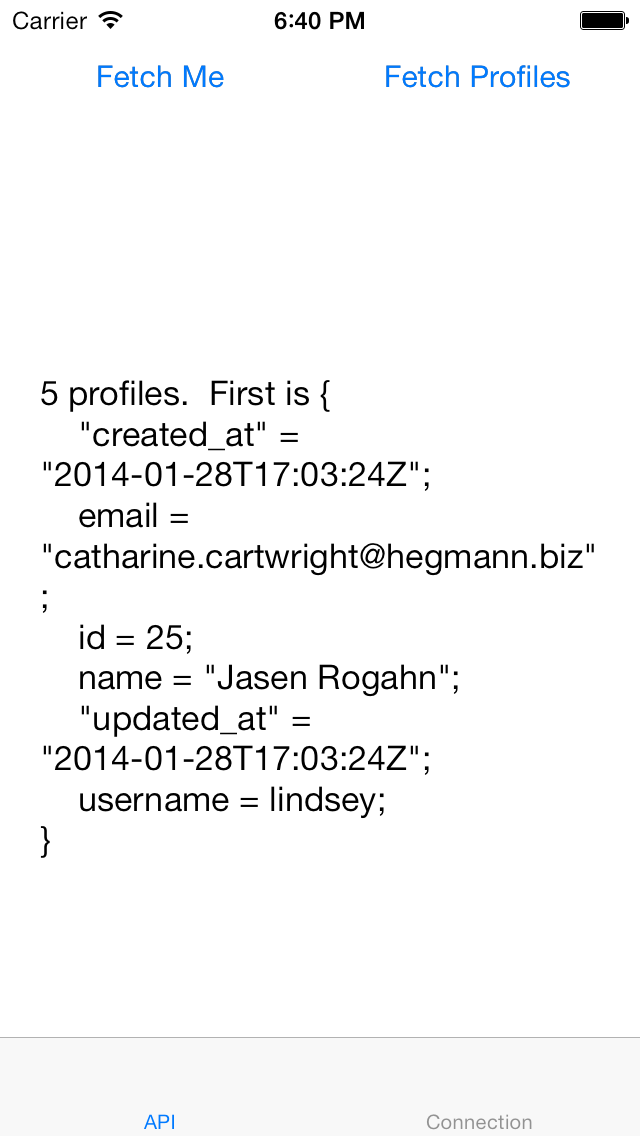 Carrier 6:40 PM
Fetch Me Fetch Profiles
5 profiles.  First is {
    "created_at" =
"2014-01-28T17:03:24Z";
    email =
"catharine.cartwright@hegmann.biz"
;
    id = 25;
    name = "Jasen Rogahn";
    "updated_at" =
"2014-01-28T17:03:24Z";
    username = lindsey;
}
API Connection